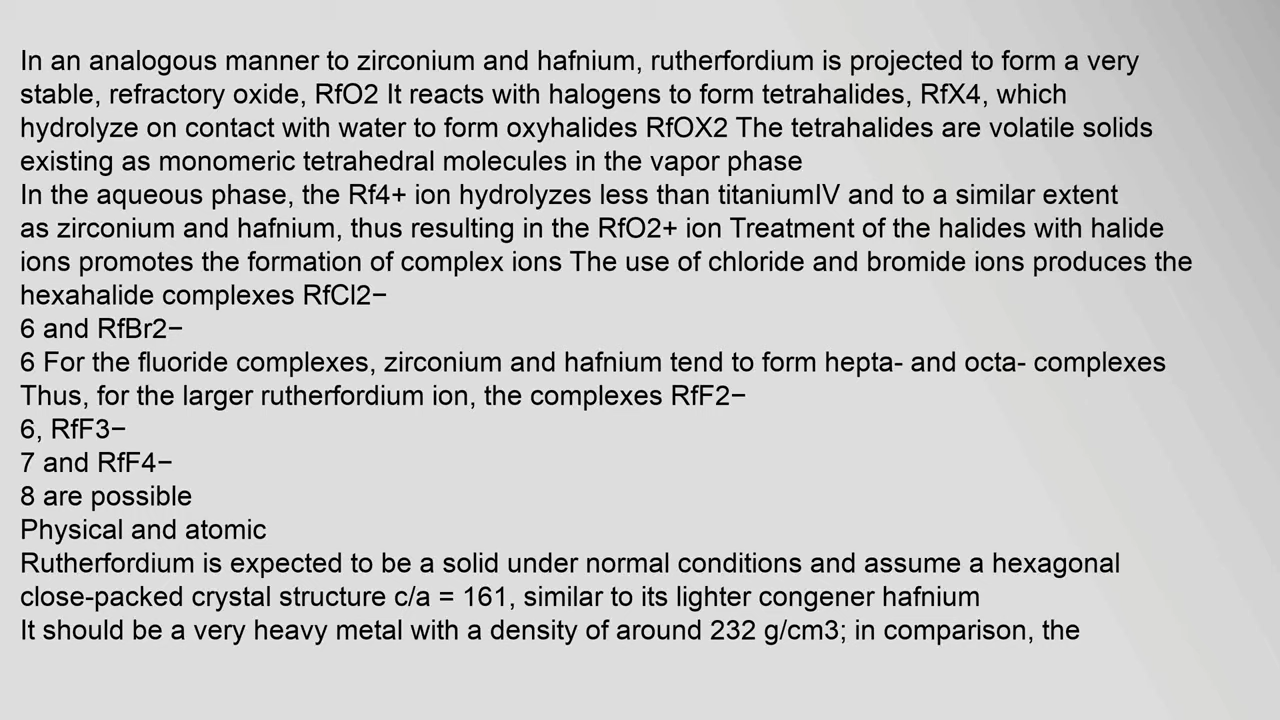 In an analogous manner to zirconium and hafnium, rutherfordium is projected to form a very
stable, refractory oxide, RfO2 It reacts with halogens to form tetrahalides, RfX4, which
hydrolyze on contact with water to form oxyhalides RfOX2 The tetrahalides are volatile solids
existing as monomeric tetrahedral molecules in the vapor phase
In the aqueous phase, the Rf4+ ion hydrolyzes less than titaniumIV and to a similar extent
as zirconium and hafnium, thus resulting in the RfO2+ ion Treatment of the halides with halide
ions promotes the formation of complex ions The use of chloride and bromide ions produces the
hexahalide complexes RfCl2−
6 and RfBr2−
6 For the fluoride complexes, zirconium and hafnium tend to form hepta- and octa- complexes
Thus, for the larger rutherfordium ion, the complexes RfF2−
6, RfF3−
7 and RfF4−
8 are possible
Physical and atomic
Rutherfordium is expected to be a solid under normal conditions and assume a hexagonal
close-packed crystal structure c/a = 161, similar to its lighter congener hafnium
It should be a very heavy metal with a density of around 232 g/cm3; in comparison, the